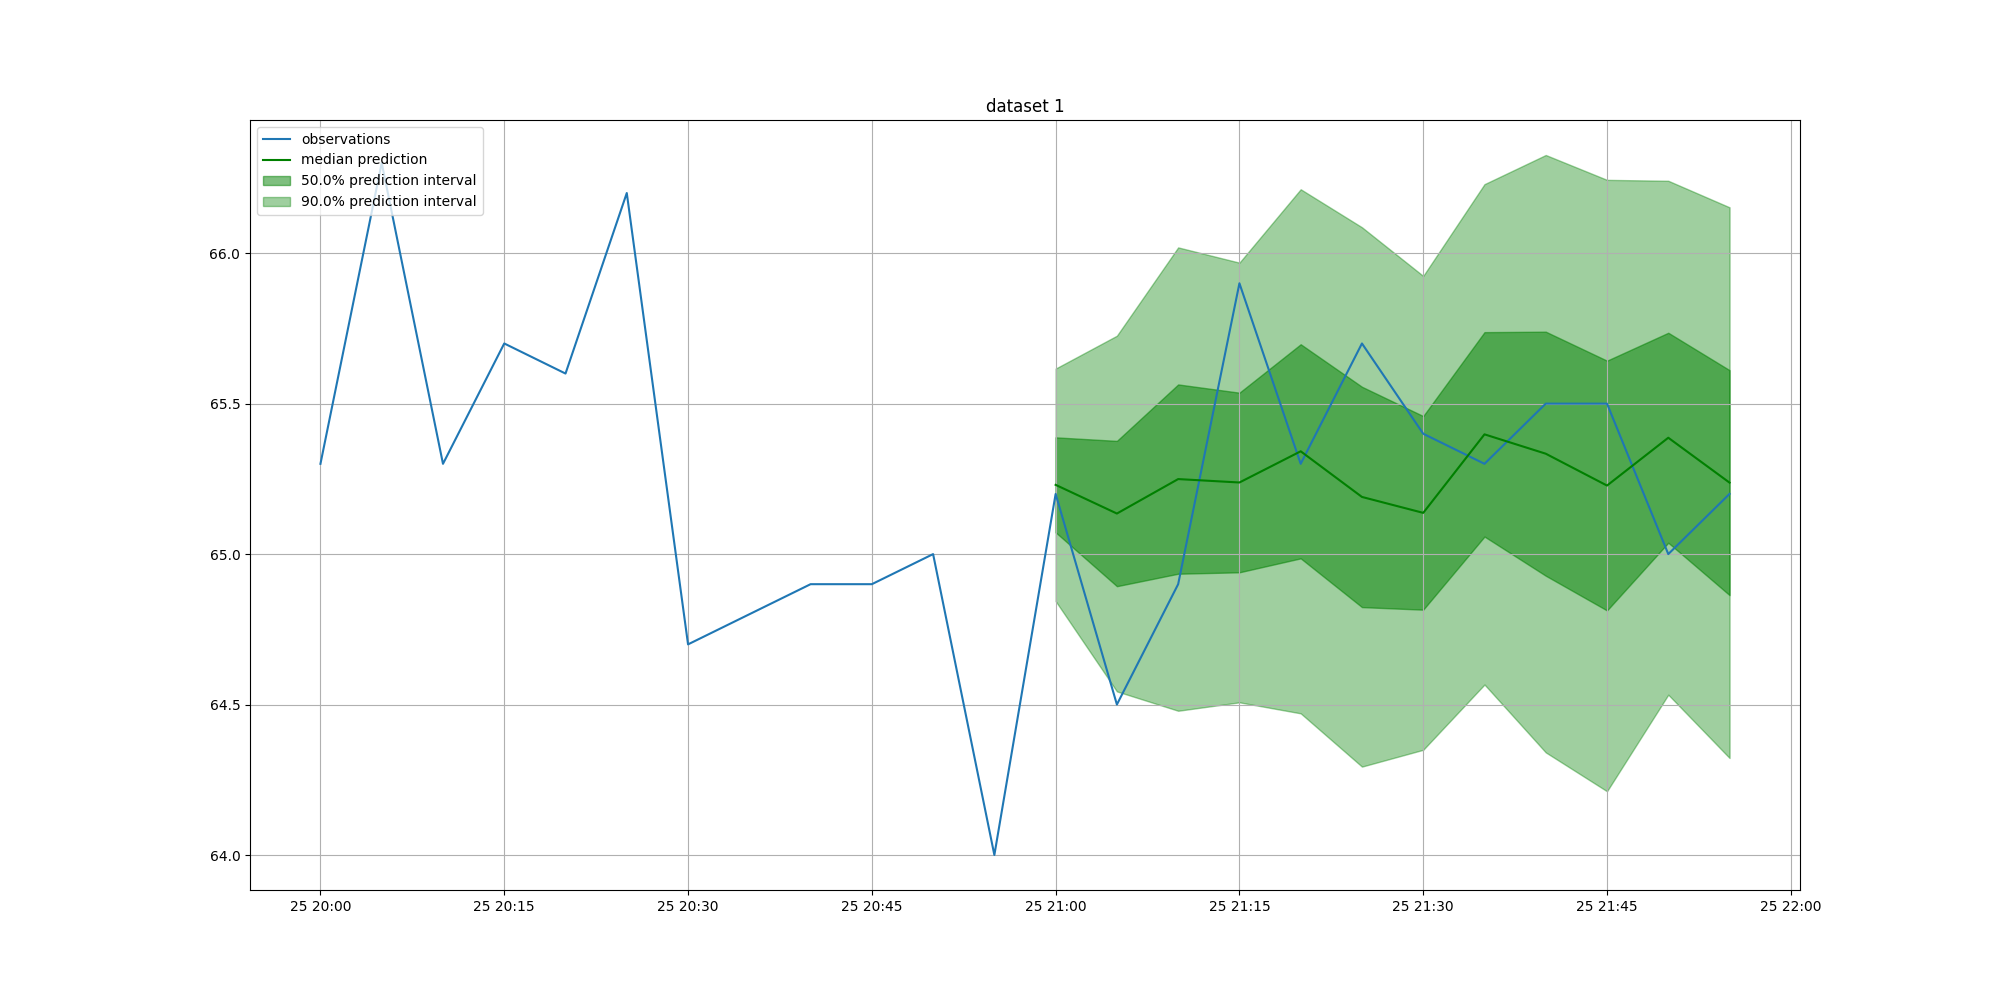 dataset 1
observations
median prediction
50.0% prediction interval
90.0% prediction interval
66.0
65.5
65.0
64.5
64.0
25 20:00 25 20:15 25 20:30 25 20:45 25 21:00 25 21:15 25 21:30 25 21:45 25 22:00